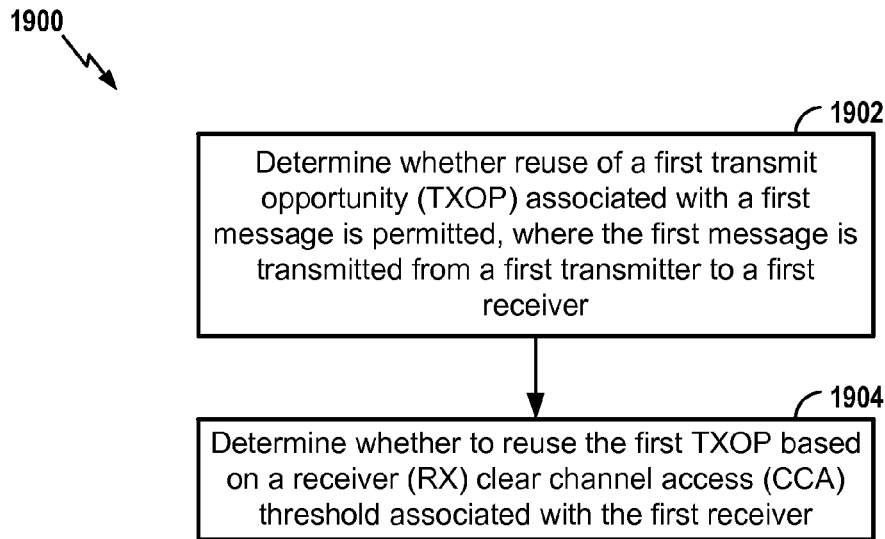 1900
1902
Determine whether reuse of a first transmit
opportunity (TXOP) associated with a first
message is permitted, where the first message is
transmitted from a first transmitter to a first
receiver
1904
Determine whether to reuse the first TXOP based
on a receiver (RX) clear channel access (CCA)
threshold associated with the first receiver